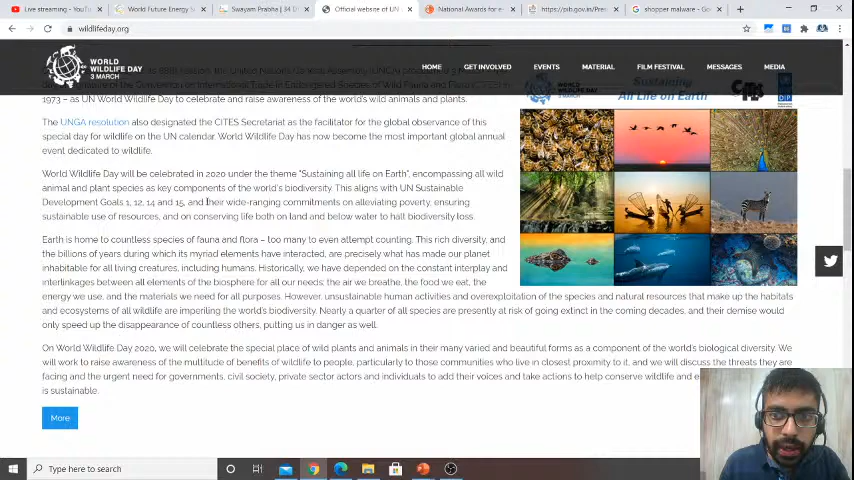 Live streaming - YouT
World Future Energy S
Swayam Prabha | 34 D
Official website of UN
National Awards for e-
https://pib.gov.in/Press
shopper malware - Goo
wildlifeday.org
WORLD
WILDLIFE DAY
3 MARCH
HOME GET INVOLVED EVENTS MATERIAL FILM FESTIVAL MESSAGES MEDIA
1973 – as UN World Wildlife Day to celebrate and raise awareness of the world's wild animals and plants.
The UNGA resolution also designated the CITES Secretariat as the facilitator for the global observance of this
special day for wildlife on the UN calendar. World Wildlife Day has now become the most important global annual
event dedicated to wildlife.
World Wildlife Day will be celebrated in 2020 under the theme "Sustaining all life on Earth", encompassing all wild
animal and plant species as key components of the world's biodiversity. This aligns with UN Sustainable
Development Goals 1, 12, 14 and 15, and their wide-ranging commitments on alleviating poverty, ensuring
sustainable use of resources, and on conserving life both on land and below water to halt biodiversity loss.
Sustaining
All Life on Earth
Earth is home to countless species of fauna and flora – too many to even attempt counting. This rich diversity, and
the billions of years during which its myriad elements have interacted, are precisely what has made our planet
inhabitable for all living creatures, including humans. Historically, we have depended on the constant interplay and
interlinkages between all elements of the biosphere for all our needs: the air we breathe, the food we eat, the
energy we use, and the materials we need for all purposes. However, unsustainable human activities and overexploitation of the species and natural resources that make up the habitats
and ecosystems of all wildlife are imperiling the world's biodiversity. Nearly a quarter of all species are presently at risk of going extinct in the coming decades, and their demise would
only speed up the disappearance of countless others, putting us in danger as well.
On World Wildlife Day 2020, we will celebrate the special place of wild plants and animals in their many varied and beautiful forms as a component of the world's biological diversity. We
will work to raise awareness of the multitude of benefits of wildlife to people, particularly to those communities who live in closest proximity to it, and we will discuss the threats they are
facing and the urgent need for governments, civil society, private sector actors and individuals to add their voices and take actions to help conserve wildlife and e
is sustainable.
More
Type here to search